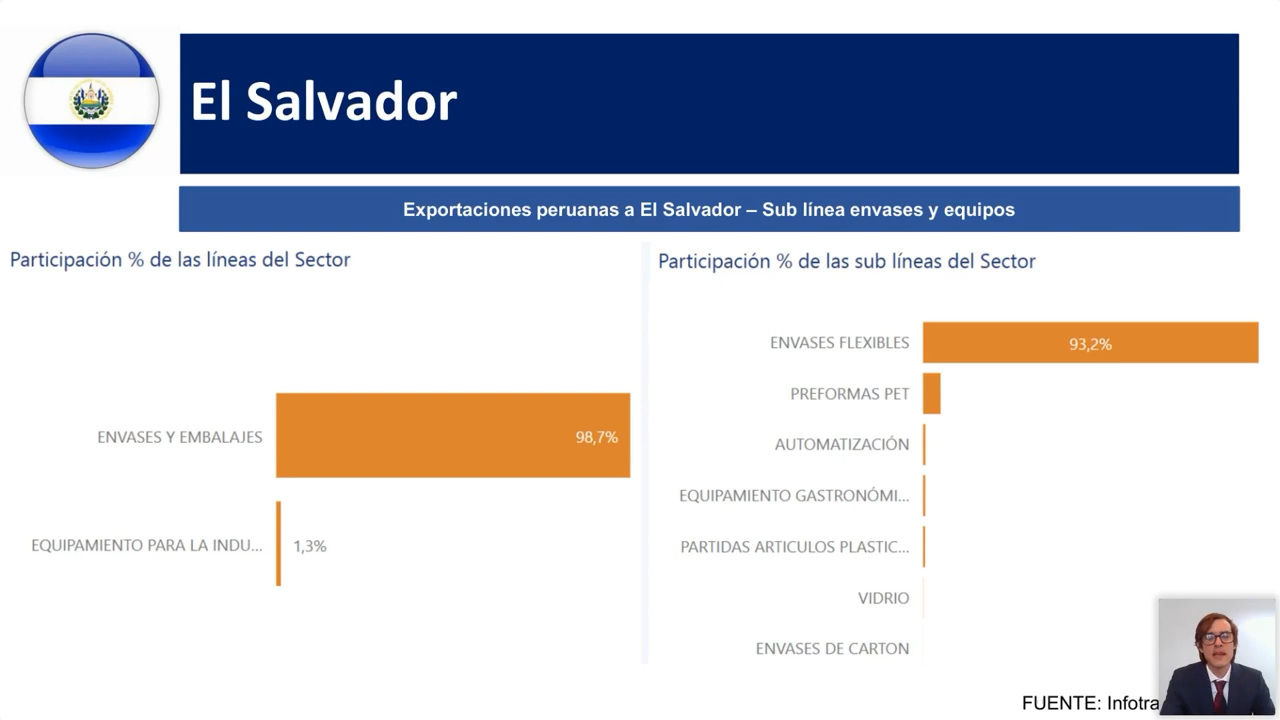 El Salvador
Exportaciones peruanas a El Salvador – Sub línea envases y equipos
Participación % de las líneas del Sector
ENVASES Y EMBALAJES
98,7%
EQUIPAMIENTO PARA LA INDU...
1,3%
Participación % de las sub líneas del Sector
ENVASES FLEXIBLES
93,2%
PREFORMAS PET
AUTOMATIZACIÓN
EQUIPAMIENTO GASTRONÓMI...
PARTIDAS ARTICULOS PLASTIC...
VIDRIO
ENVASES DE CARTON
FUENTE: Infotra